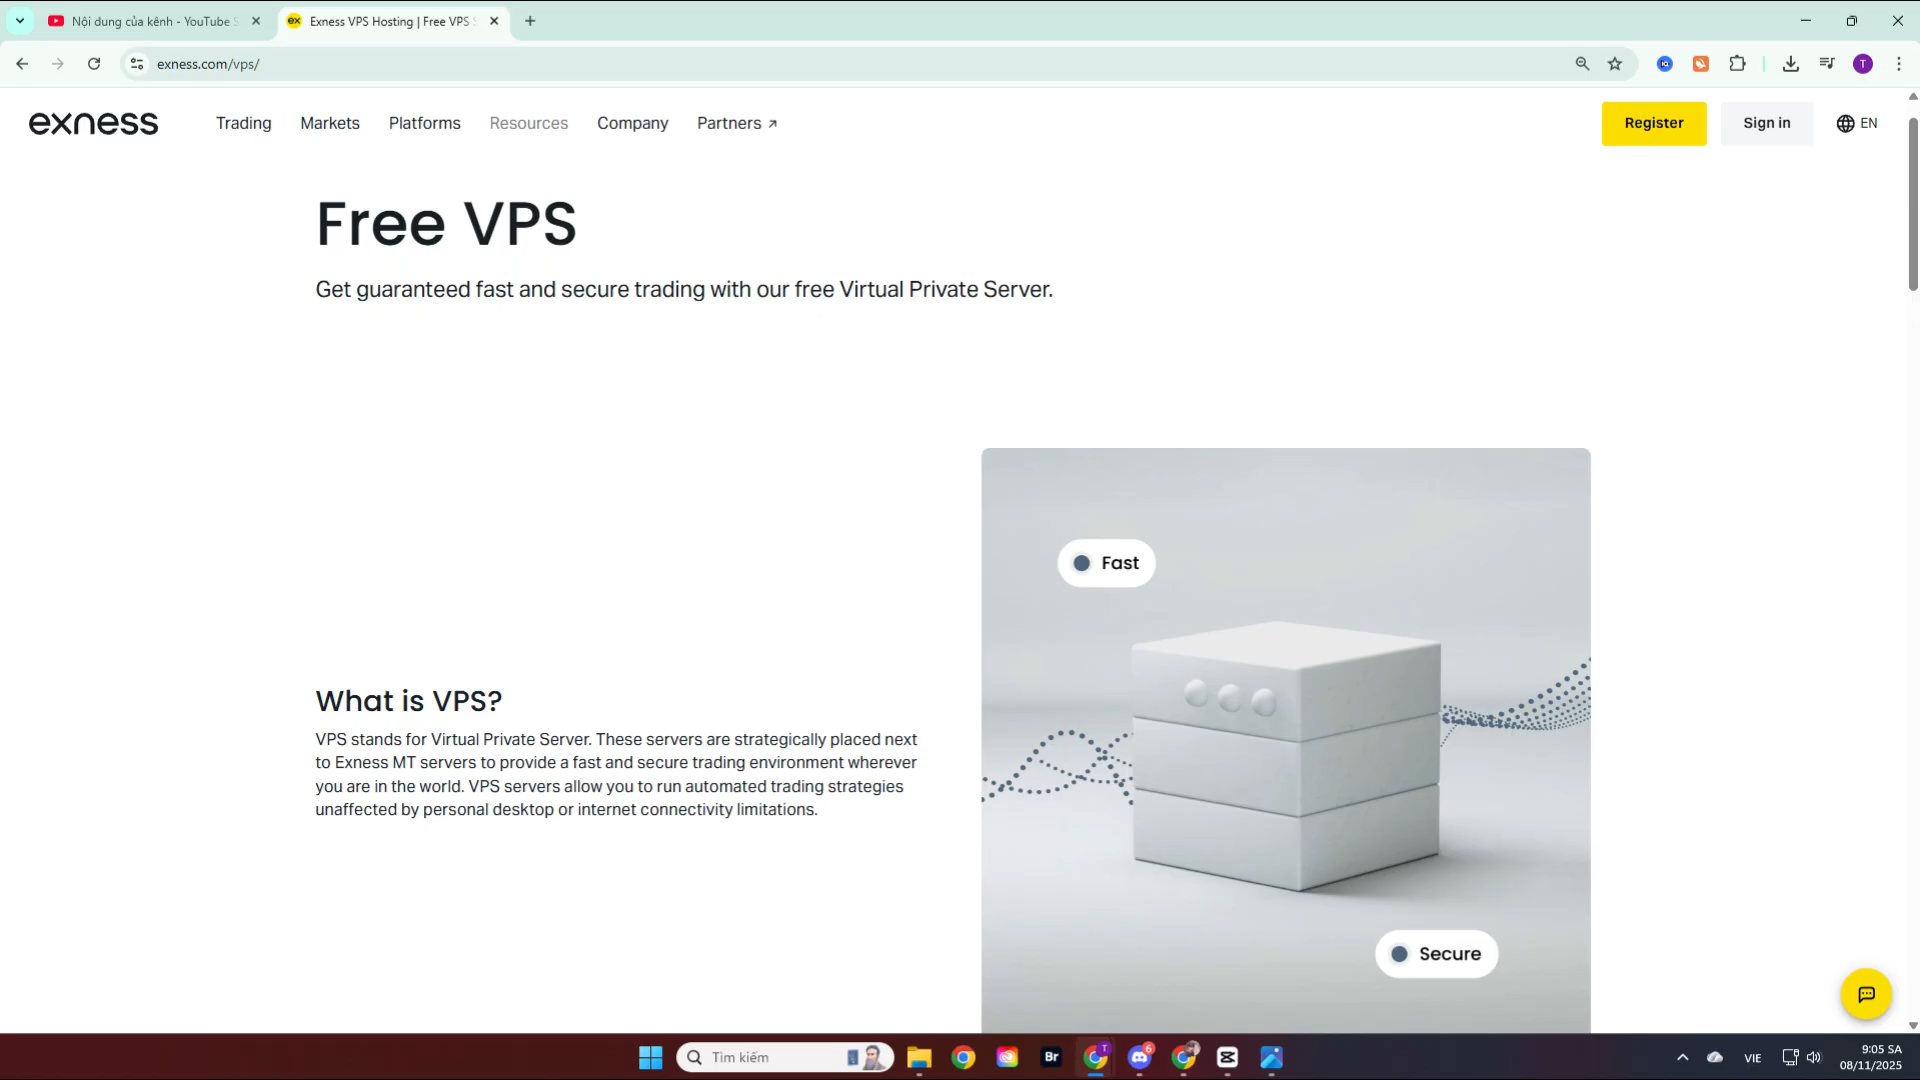 Nội dung của kênh - YouTube S
Exness VPS Hosting | Free VPS S
exness.com/vps/
T
exness
Trading
Markets
Platforms
Resources
Company
Partners ↗
Register
Sign in
EN
Free VPS
Get guaranteed fast and secure trading with our free Virtual Private Server.
Fast
What is VPS?
VPS stands for Virtual Private Server. These servers are strategically placed next
to Exness MT servers to provide a fast and secure trading environment wherever
you are in the world. VPS servers allow you to run automated trading strategies
unaffected by personal desktop or internet connectivity limitations.
Secure
Tìm kiếm
Br
T
6
VIE
9:05 SA
08/11/2025